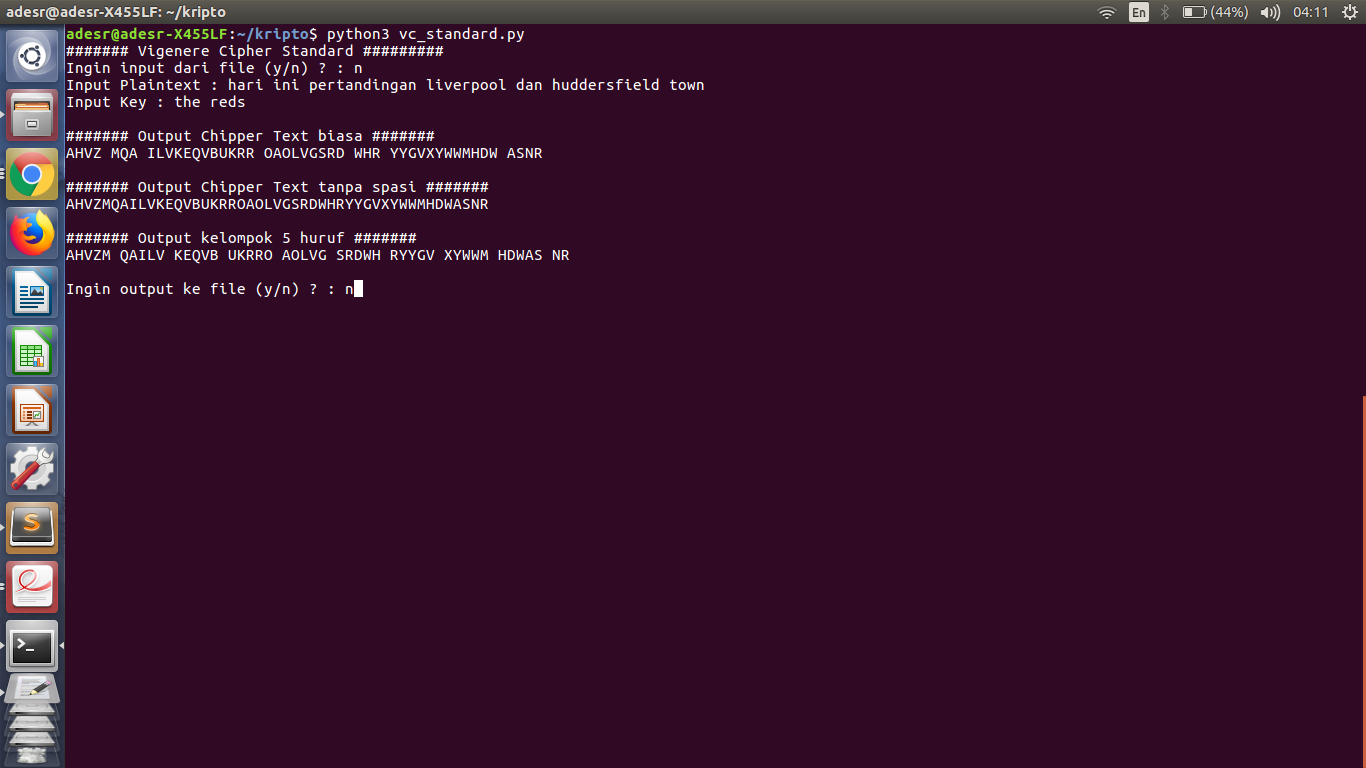 adesr@adesr-X455LF: ~/kripto
En
(44%)
04:11
adesr@adesr-X455LF:~/kripto$ python3 vc_standard.py
####### Vigenere Cipher Standard #########
Ingin input dari file (y/n) ? : n
Input Plaintext : hari ini pertandingan liverpool dan huddersfield town
Input Key : the reds
####### Output Chipper Text biasa #######
AHVZ MQA ILVKEQVBUKRR OAOLVGSRD WHR YYGVXYWWMHDW ASNR
####### Output Chipper Text tanpa spasi #######
AHVZMQAILVKEQVBUKRROAOLVGSRDWHRYYGVXYWWMHDWASNR
####### Output kelompok 5 huruf #######
AHVZM QAILV KEQVB UKRRO AOLVG SRDWH RYYGV XYWWM HDWAS NR
Ingin output ke file (y/n) ? : n